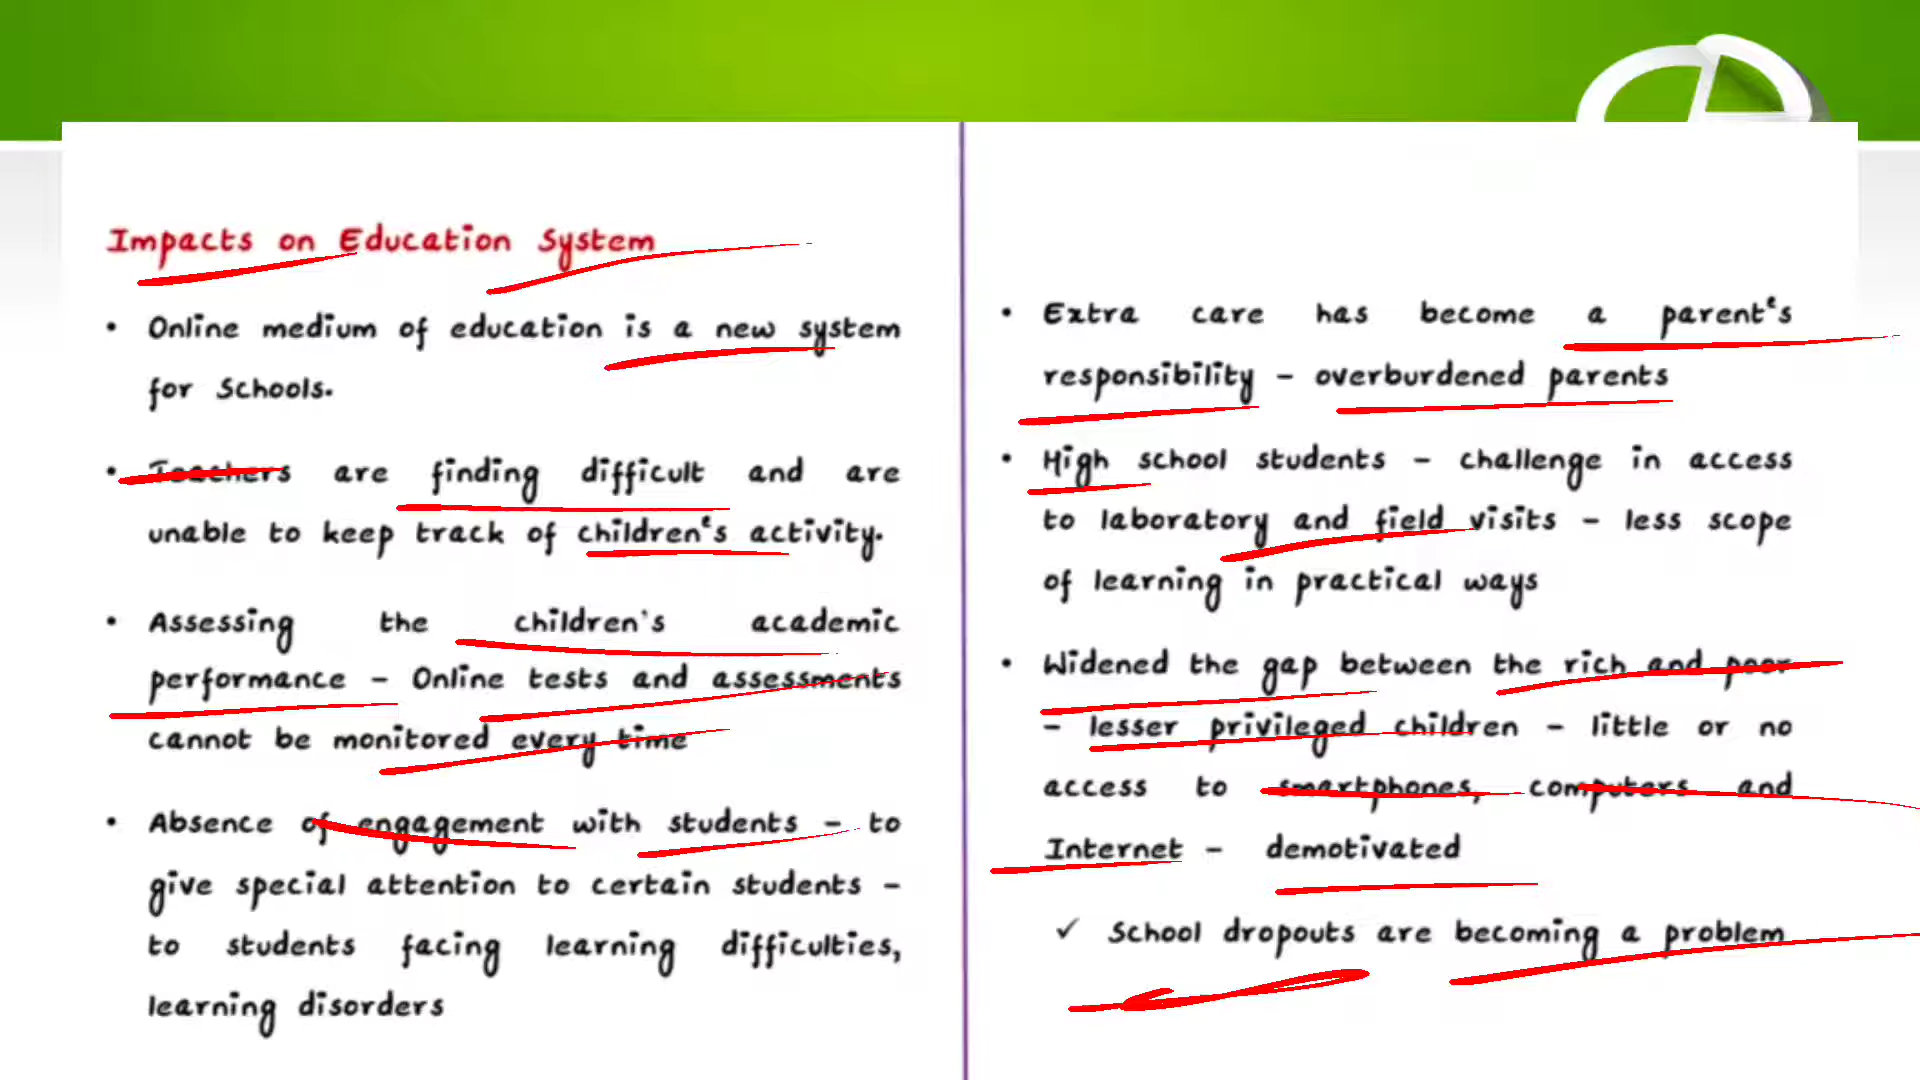 Impacts on Education System
• Online medium of education is a new system
for Schools.
• Teachers are finding difficult and are
unable to keep track of children's activity.
• Assessing the children's academic
performance – Online tests and assessments
cannot be monitored every time
• Absence of engagement with students – to
give special attention to certain students –
to students facing learning difficulties,
learning disorders
• Extra care has become a parent's
responsibility – overburdened parents
• High school students – challenge in access
to laboratory and field visits – less scope
of learning in practical ways
• Widened the gap between the rich and poor
– lesser privileged children – little or no
access to smartphones, computers and
Internet – demotivated
✓ School dropouts are becoming a problem